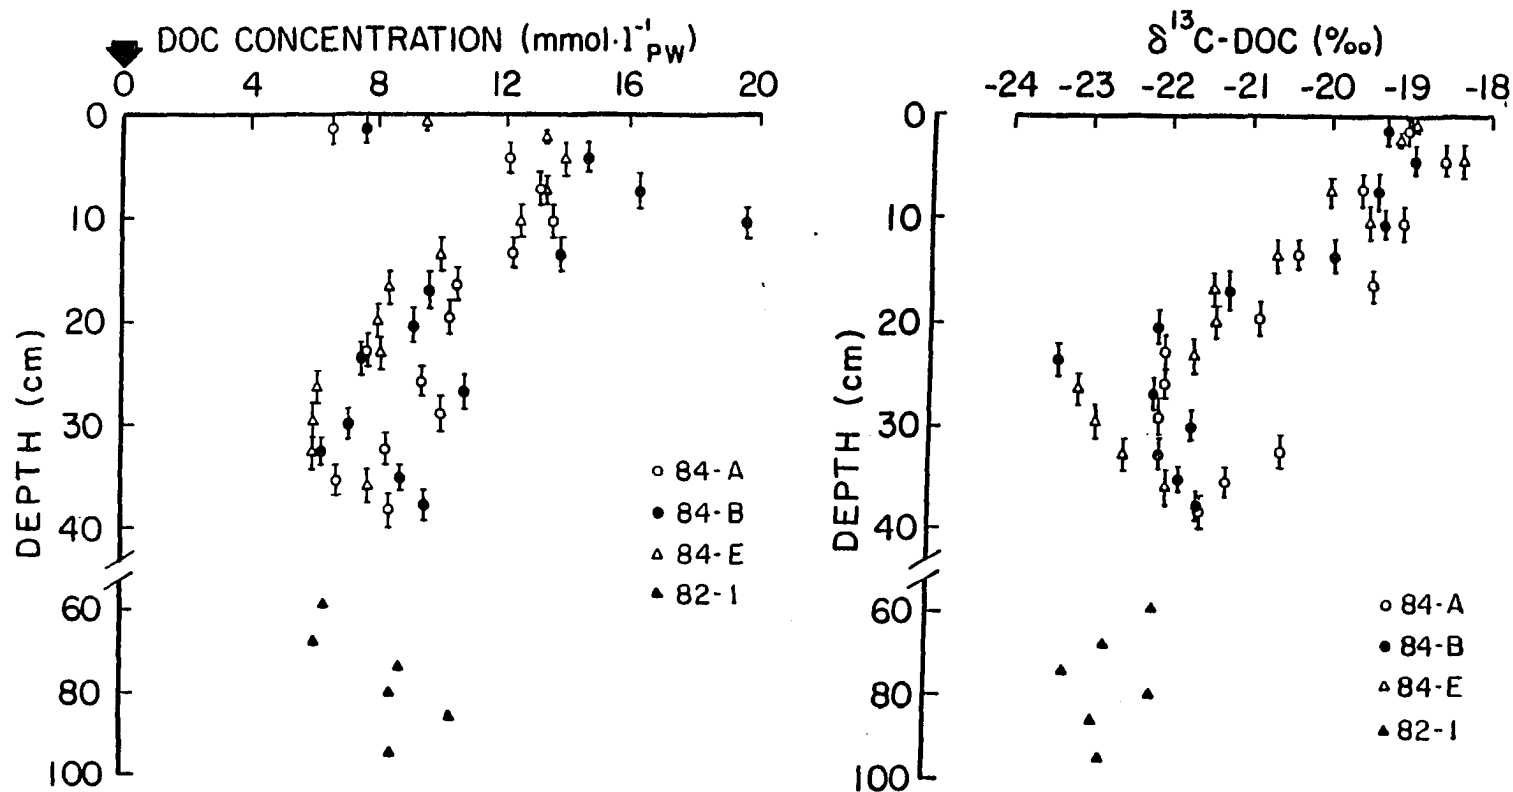 DOC CONCENTRATION (mmol·l⁻¹PW)
0 4 8 12 16 20
0
10
20
30
40
60
80
100
DEPTH (cm)
○ 84-A
● 84-B
△ 84-E
▲ 82-1
δ¹³C-DOC (‰)
-24 -23 -22 -21 -20 -19 -18
0
10
20
30
40
60
80
100
DEPTH (cm)
○ 84-A
● 84-B
△ 84-E
▲ 82-1